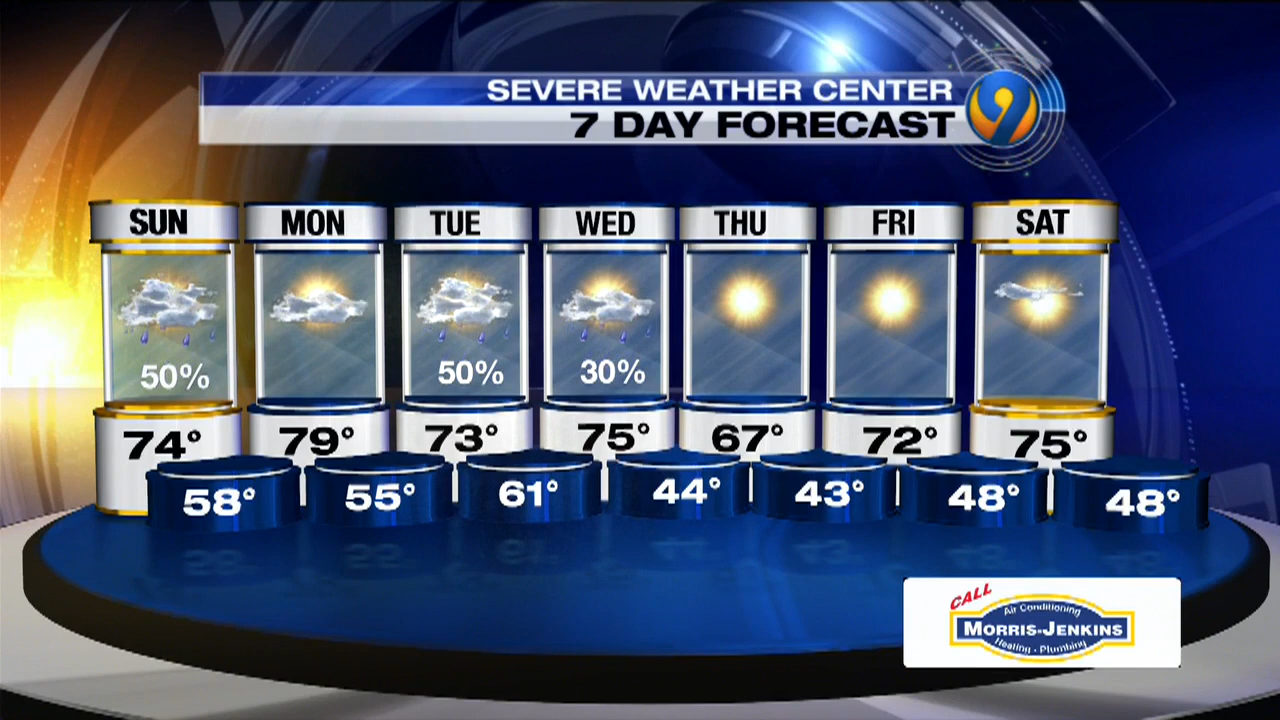 SEVERE WEATHER CENTER
9
7 DAY FORECAST
SUN MON TUE WED THU FRI SAT
50% 50% 30%
74° 79° 73° 75° 67° 72° 75°
58° 55° 61° 44° 43° 48° 48°
CALL
Air Conditioning
MORRIS-JENKINS
Heating - Plumbing